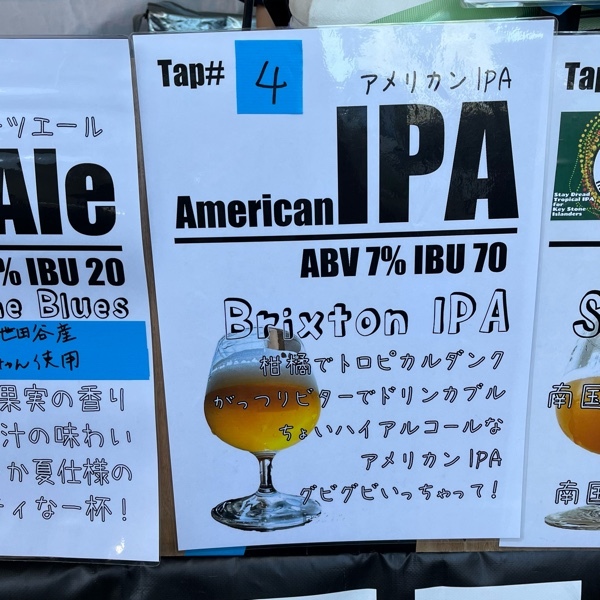 ーツエール
Ale
% IBU 20
e Blues
世田谷産
使用
果実の香り
汁の味わい
か夏仕様の
ティな一杯！
Tap# 4
アメリカンIPA
American IPA
ABV 7% IBU 70
Brixton IPA
柑橘でトロピカルダンク
がっつりビターでドリンカブル
ちょいハイアルコールな
アメリカンIPA
グビグビいっちゃって！
Tap
Stay Dread
Tropical IPA
for
Key Stone
Islanders
S
南国
南国